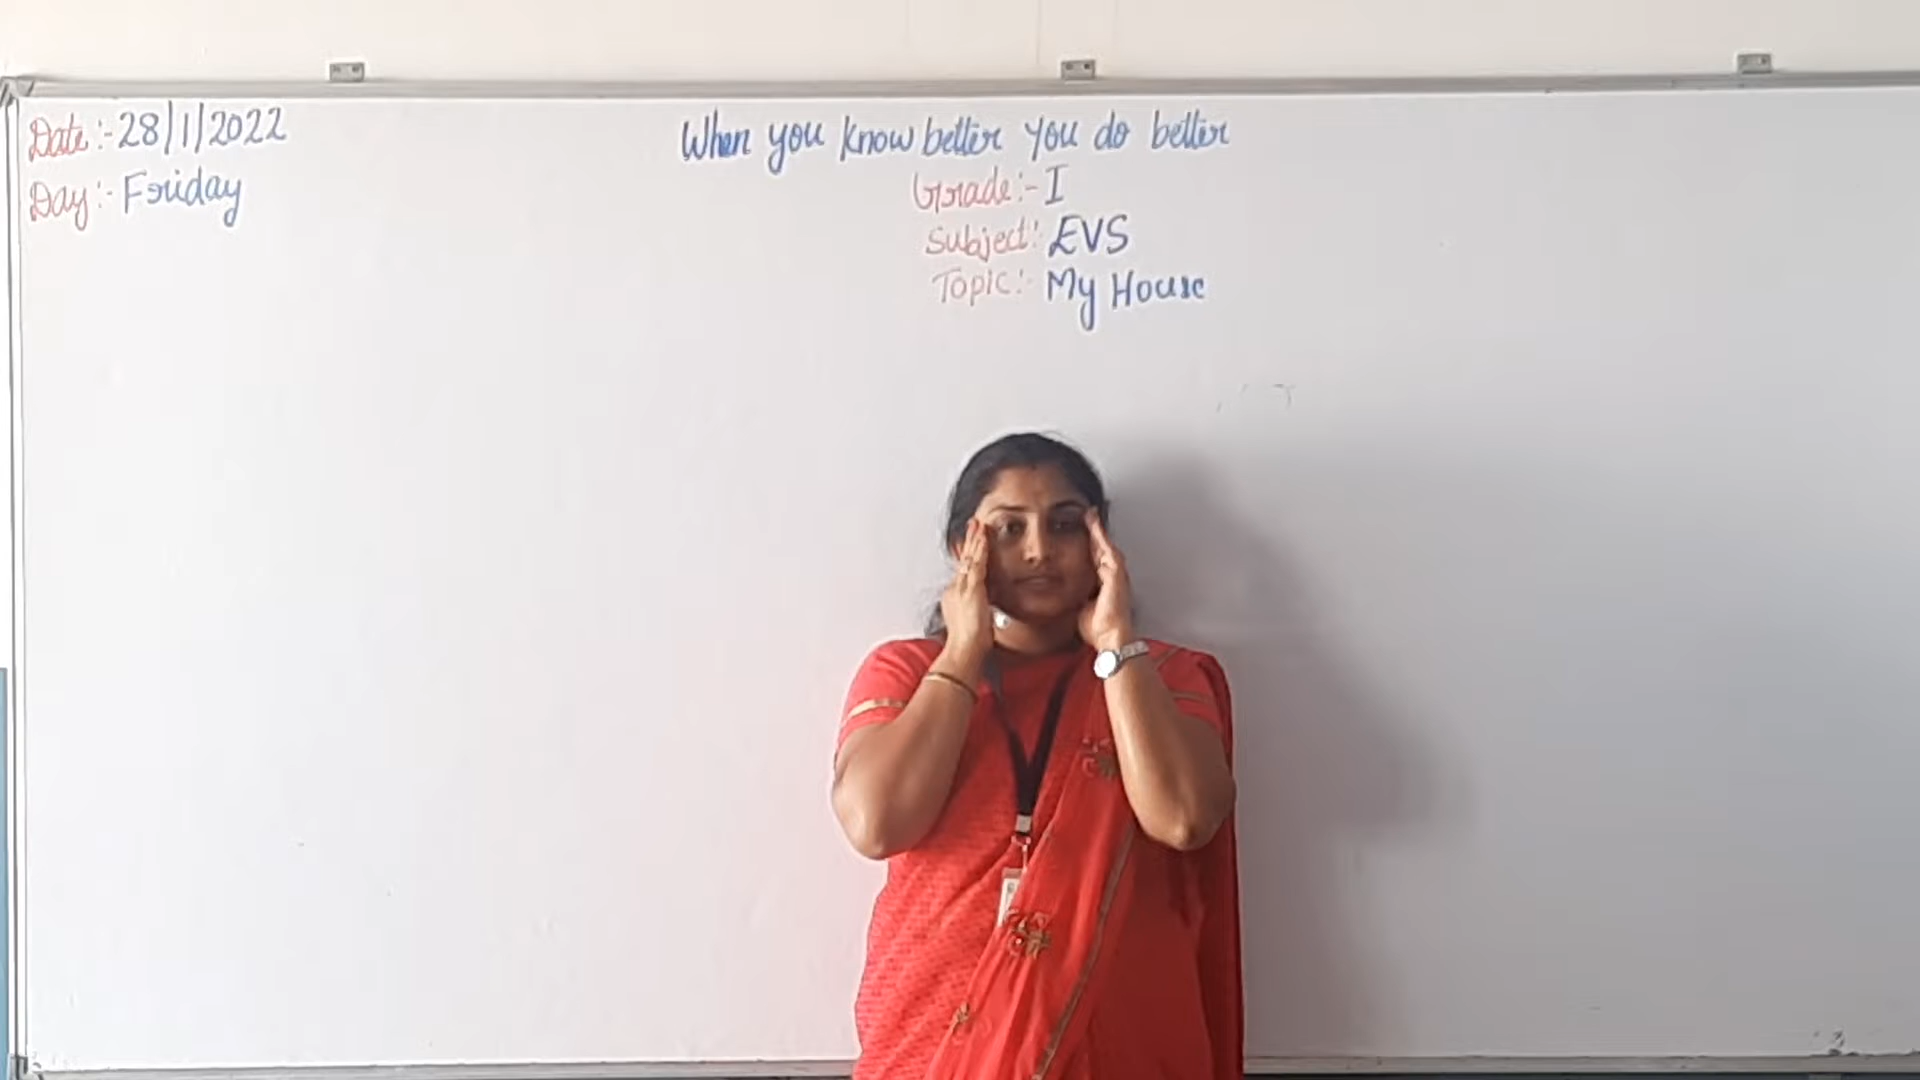 Date:- 28/1/2022
Day:- Friday
When you know better you do better
Grade:- I
Subject:- EVS
Topic:- My House